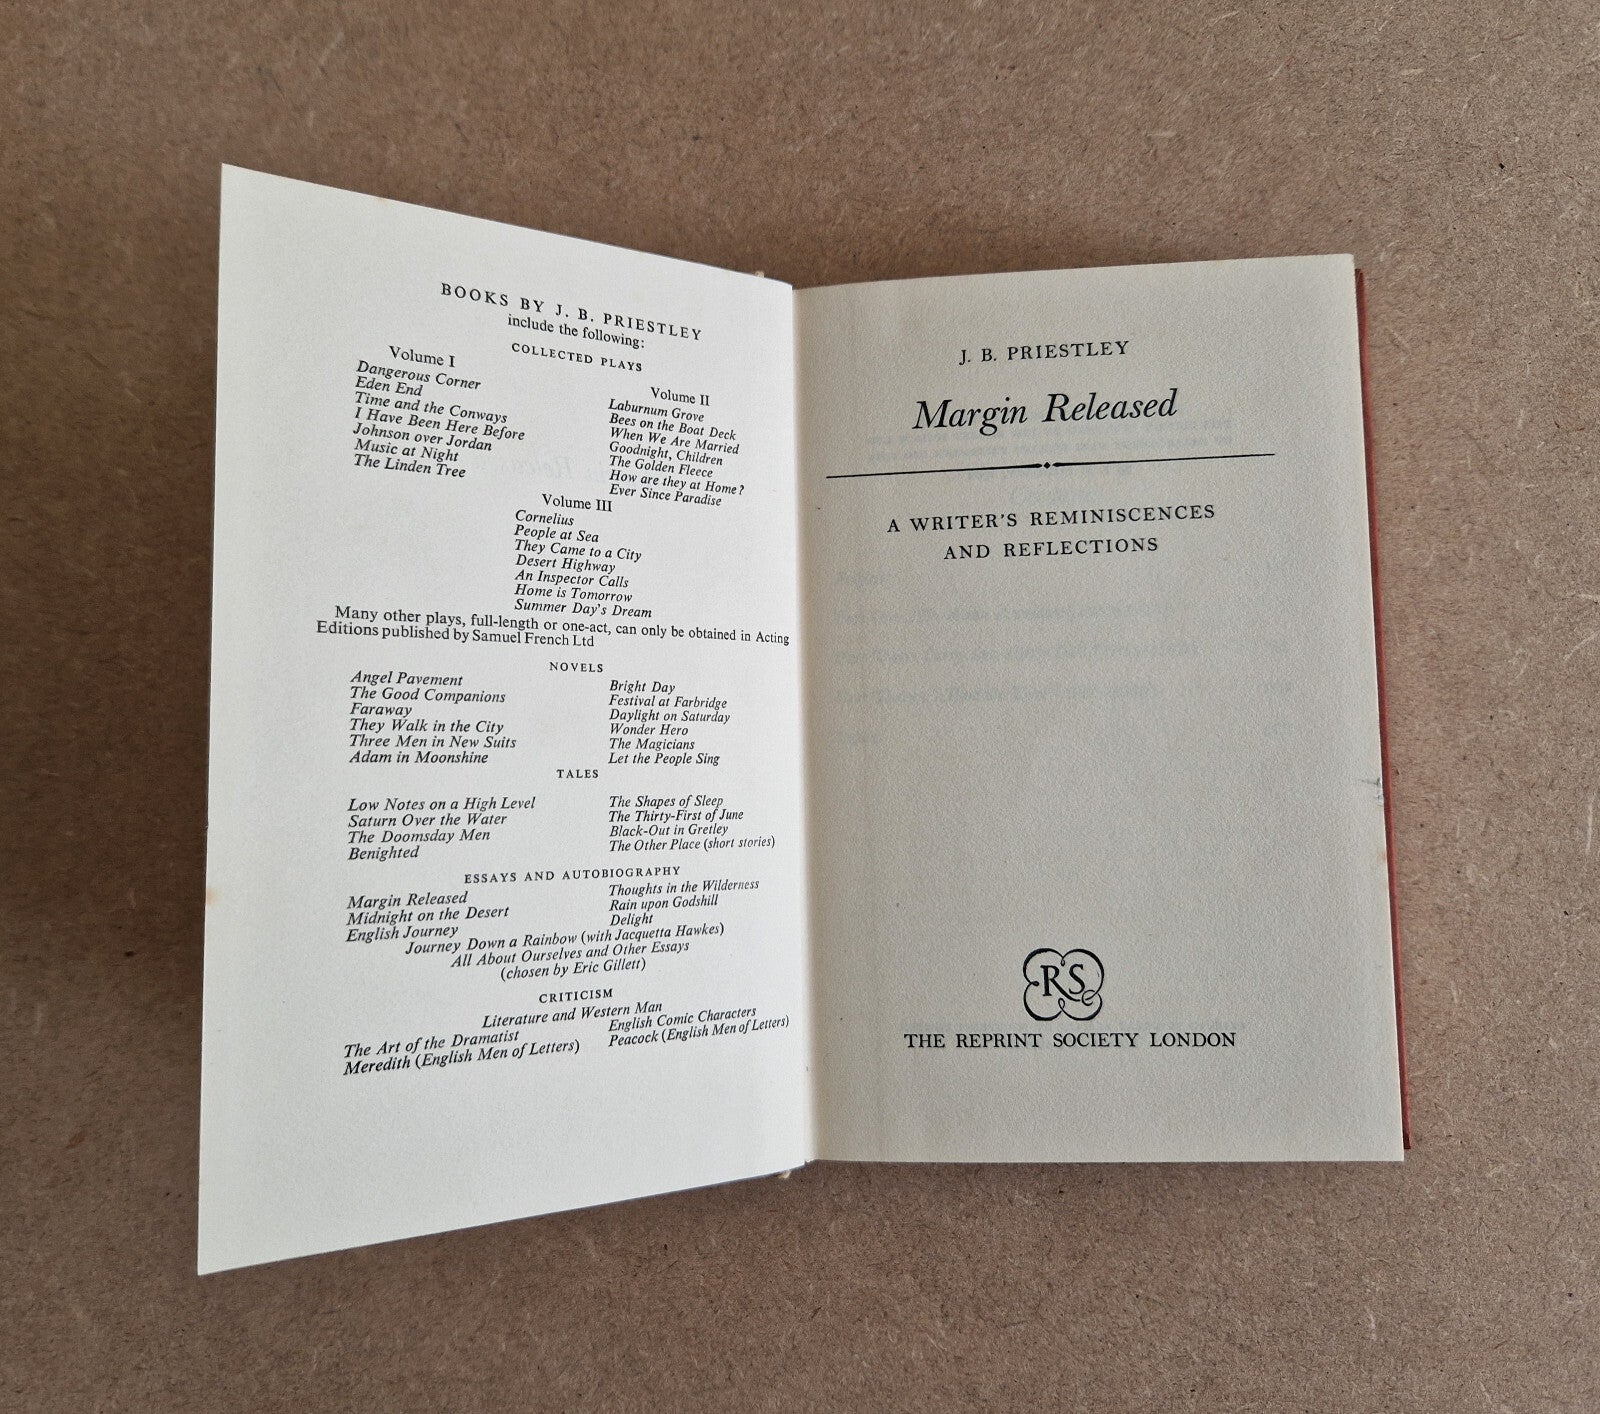 BOOKS BY J. B. PRIESTLEY
include the following:
COLLECTED PLAYS
Volume I
Dangerous Corner
Eden End
Time and the Conways
I Have Been Here Before
Johnson over Jordan
Music at Night
The Linden Tree
Volume II
Laburnum Grove
Bees on the Boat Deck
When We Are Married
Goodnight, Children
The Golden Fleece
How are they at Home?
Ever Since Paradise
Volume III
Cornelius
People at Sea
They Came to a City
Desert Highway
An Inspector Calls
Home is Tomorrow
Summer Day's Dream
Many other plays, full-length or one-act, can only be obtained in Acting
Editions published by Samuel French Ltd
NOVELS
Angel Pavement
The Good Companions
Faraway
They Walk in the City
Three Men in New Suits
Adam in Moonshine
Bright Day
Festival at Farbridge
Daylight on Saturday
Wonder Hero
The Magicians
Let the People Sing
TALES
Low Notes on a High Level
Saturn Over the Water
The Doomsday Men
Benighted
The Shapes of Sleep
The Thirty-First of June
Black-Out in Gretley
The Other Place (short stories)
ESSAYS AND AUTOBIOGRAPHY
Margin Released
Midnight on the Desert
English Journey
Thoughts in the Wilderness
Rain upon Godshill
Delight
Journey Down a Rainbow (with Jacquetta Hawkes)
All About Ourselves and Other Essays
(chosen by Eric Gillett)
CRITICISM
Literature and Western Man
The Art of the Dramatist
Meredith (English Men of Letters)
English Comic Characters
Peacock (English Men of Letters)
J. B. PRIESTLEY
Margin Released
A WRITER'S REMINISCENCES
AND REFLECTIONS
RS
THE REPRINT SOCIETY LONDON